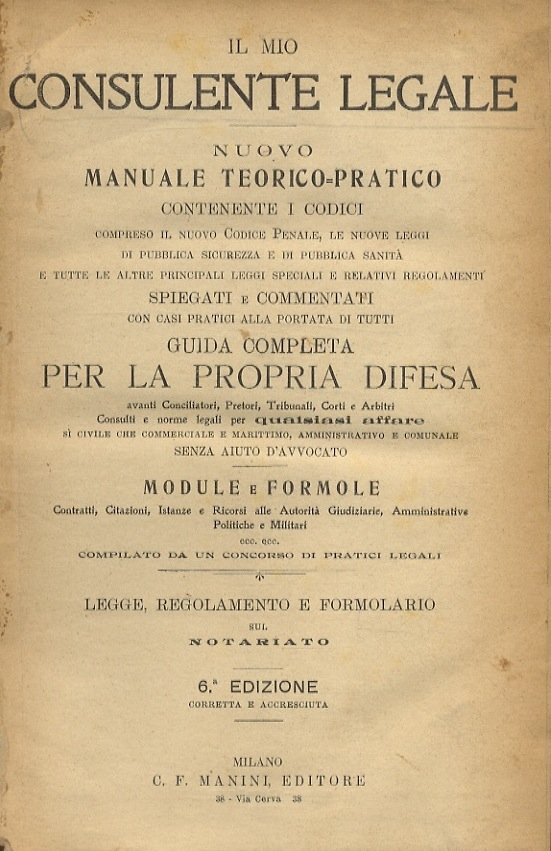 IL MIO
CONSULENTE LEGALE
NUOVO
MANUALE TEORICO=PRATICO
CONTENENTE I CODICI
COMPRESO IL NUOVO CODICE PENALE, LE NUOVE LEGGI
DI PUBBLICA SICUREZZA E DI PUBBLICA SANITÀ
E TUTTE LE ALTRE PRINCIPALI LEGGI SPECIALI E RELATIVI REGOLAMENTI
SPIEGATI E COMMENTATI
CON CASI PRATICI ALLA PORTATA DI TUTTI
GUIDA COMPLETA
PER LA PROPRIA DIFESA
avanti Conciliatori, Pretori, Tribunali, Corti e Arbitri
Consulti e norme legali per qualsiasi affare
SÌ CIVILE CHE COMMERCIALE E MARITTIMO, AMMINISTRATIVO E COMUNALE
SENZA AIUTO D'AVVOCATO
MODULE E FORMOLE
Contratti, Citazioni, Istanze e Ricorsi alle Autorità Giudiziarie, Amministrative
Politiche e Militari
ecc. ecc.
COMPILATO DA UN CONCORSO DI PRATICI LEGALI
LEGGE, REGOLAMENTO E FORMOLARIO
SUL
NOTARIATO
6.ª EDIZIONE
CORRETTA E ACCRESCIUTA
MILANO
C. F. MANINI, EDITORE
38 - Via Cerva 38